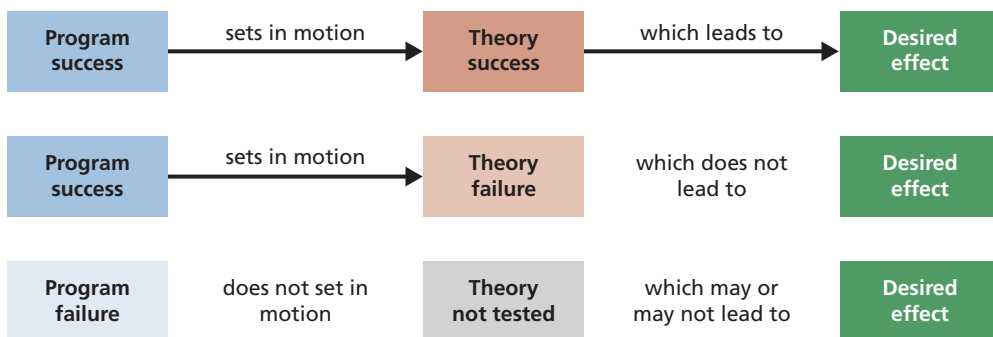 Program
success
sets in motion
Theory
success
which leads to
Desired
effect
Program
success
sets in motion
Theory
failure
which does not
lead to
Desired
effect
Program
failure
does not set in
motion
Theory
not tested
which may or
may not lead to
Desired
effect